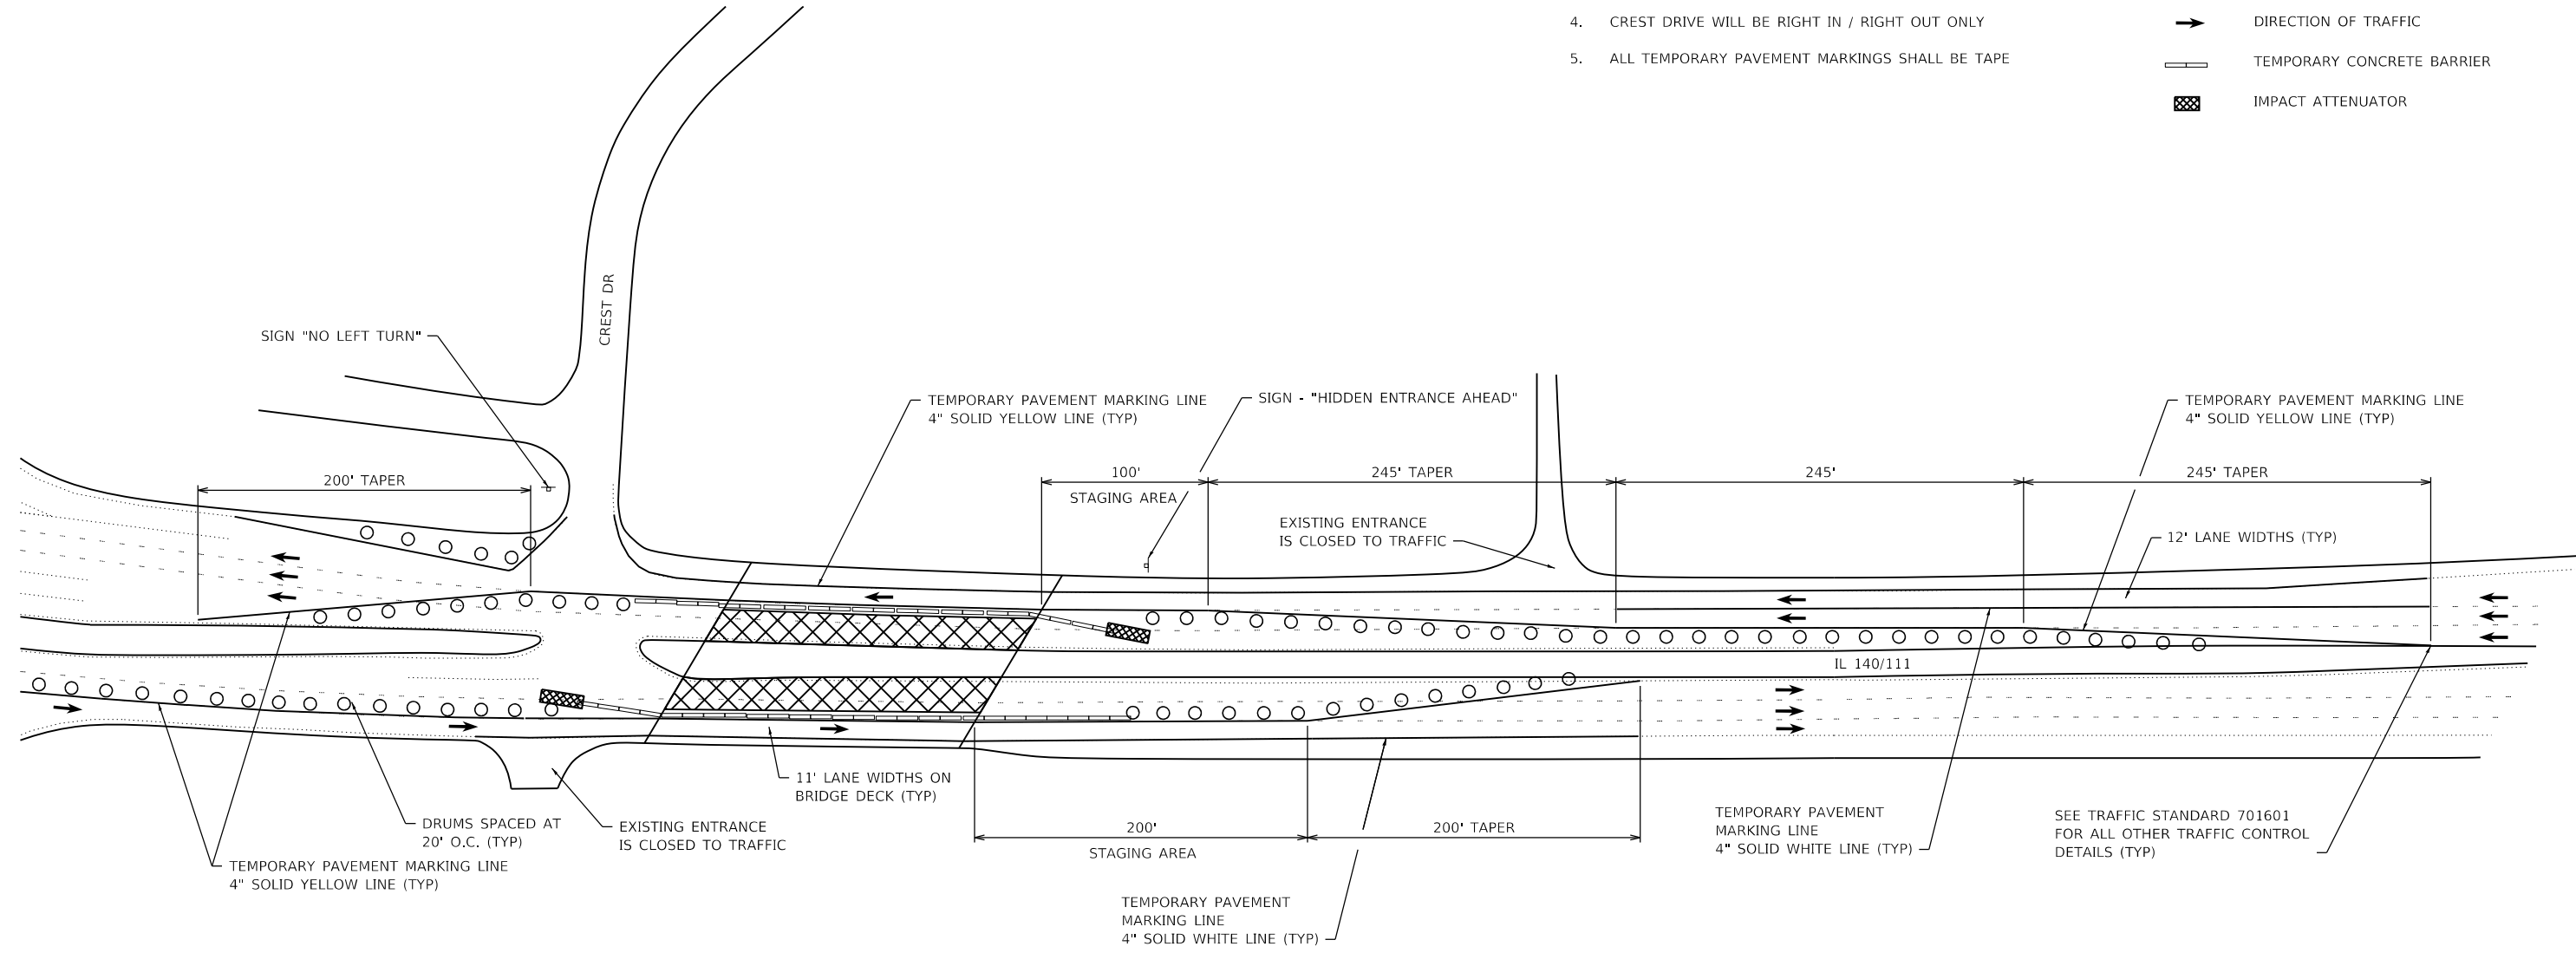 4. CREST DRIVE WILL BE RIGHT IN / RIGHT OUT ONLY
5. ALL TEMPORARY PAVEMENT MARKINGS SHALL BE TAPE
DIRECTION OF TRAFFIC
TEMPORARY CONCRETE BARRIER
IMPACT ATTENUATOR
CREST DR
SIGN "NO LEFT TURN"
TEMPORARY PAVEMENT MARKING LINE
4" SOLID YELLOW LINE (TYP)
SIGN - "HIDDEN ENTRANCE AHEAD"
TEMPORARY PAVEMENT MARKING LINE
4" SOLID YELLOW LINE (TYP)
200' TAPER
100'
STAGING AREA
245' TAPER
245'
245' TAPER
EXISTING ENTRANCE
IS CLOSED TO TRAFFIC
12' LANE WIDTHS (TYP)
IL 140/111
11' LANE WIDTHS ON
BRIDGE DECK (TYP)
DRUMS SPACED AT
20' O.C. (TYP)
EXISTING ENTRANCE
IS CLOSED TO TRAFFIC
TEMPORARY PAVEMENT MARKING LINE
4" SOLID YELLOW LINE (TYP)
200'
STAGING AREA
200' TAPER
TEMPORARY PAVEMENT
MARKING LINE
4" SOLID WHITE LINE (TYP)
SEE TRAFFIC STANDARD 701601
FOR ALL OTHER TRAFFIC CONTROL
DETAILS (TYP)
TEMPORARY PAVEMENT
MARKING LINE
4" SOLID WHITE LINE (TYP)